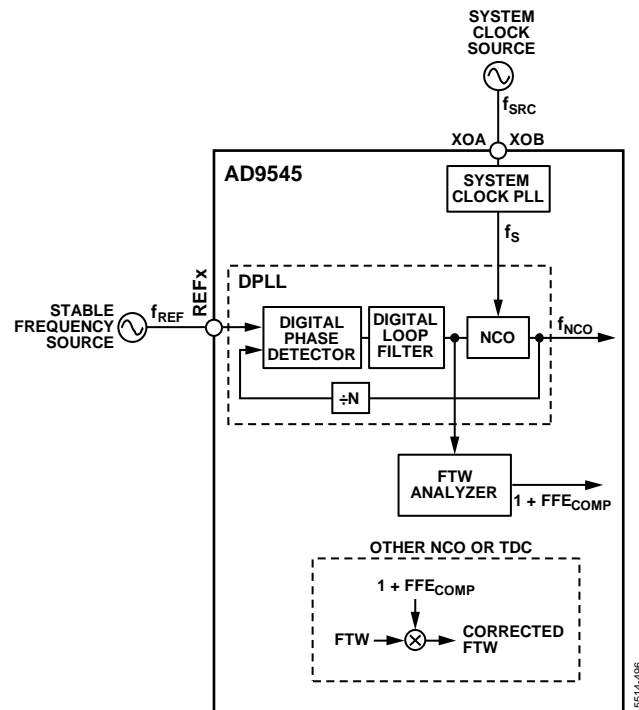 SYSTEM
CLOCK
SOURCE
fSRC
XOA
XOB
AD9545
SYSTEM
CLOCK PLL
fS
REFx
DPLL
STABLE
FREQUENCY
SOURCE
fREF
DIGITAL
PHASE
DETECTOR
DIGITAL
LOOP
FILTER
NCO
fNCO
÷N
FTW
ANALYZER
1 + FFECOMP
OTHER NCO OR TDC
1 + FFECOMP
FTW
CORRECTED
FTW
5514-496